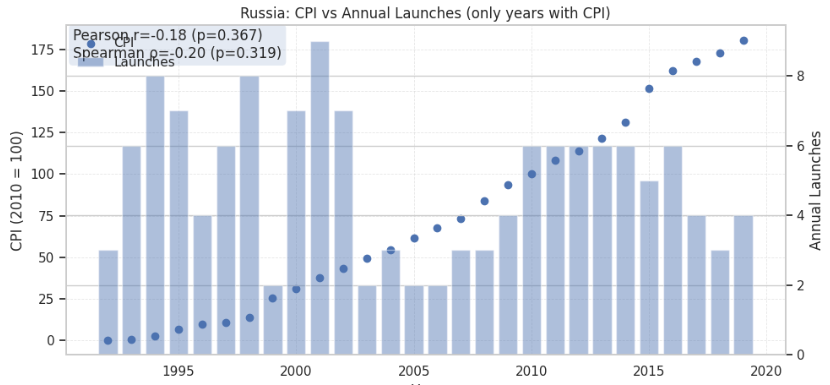 Russia: CPI vs Annual Launches (only years with CPI)
Pearson r=-0.18 (p=0.367)
CPI
Spearman ρ=-0.20 (p=0.319)
Launches
CPI (2010 = 100)
175
150
125
100
75
50
25
0
8
6
4
2
0
Annual Launches
1995 2000 2005 2010 2015 2020